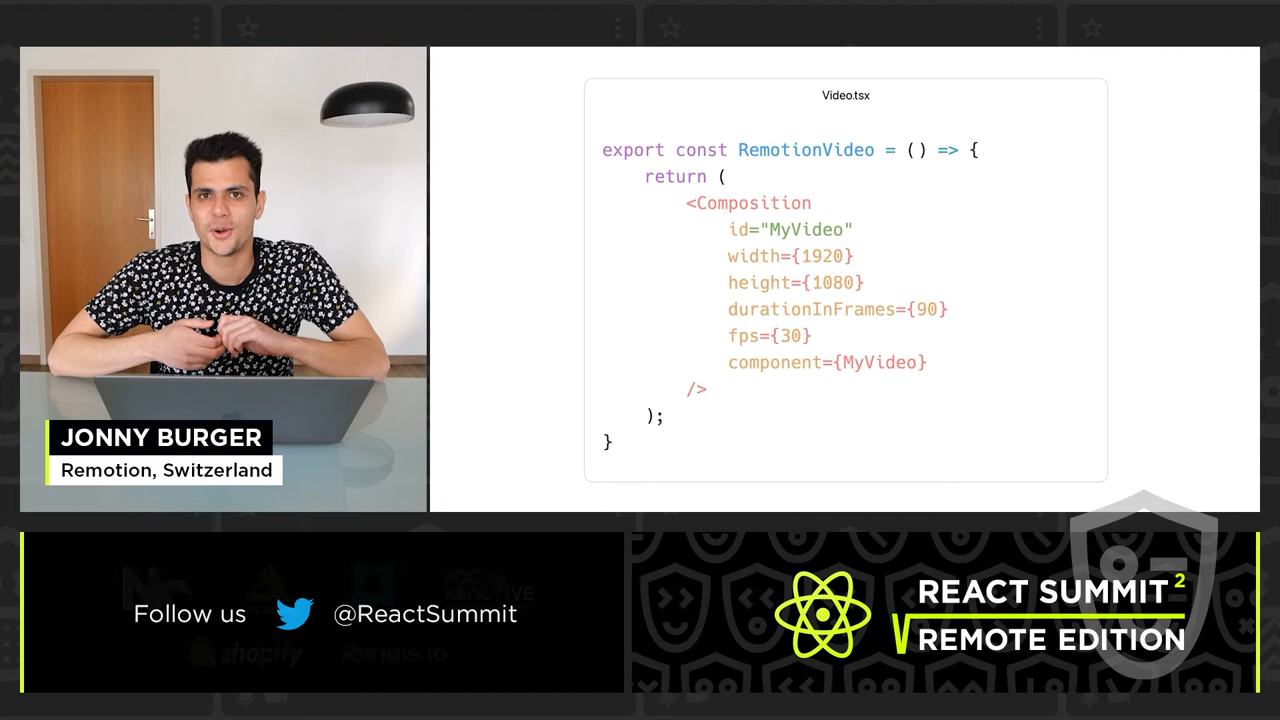 Video.tsx
export const RemotionVideo = () => {
return (
<Composition
id="MyVideo"
width={1920}
height={1080}
durationInFrames={90}
fps={30}
component={MyVideo}
/>
);
}
JONNY BURGER
Remotion, Switzerland
Follow us @ReactSummit
shopify
REACT SUMMIT 2
REMOTE EDITION